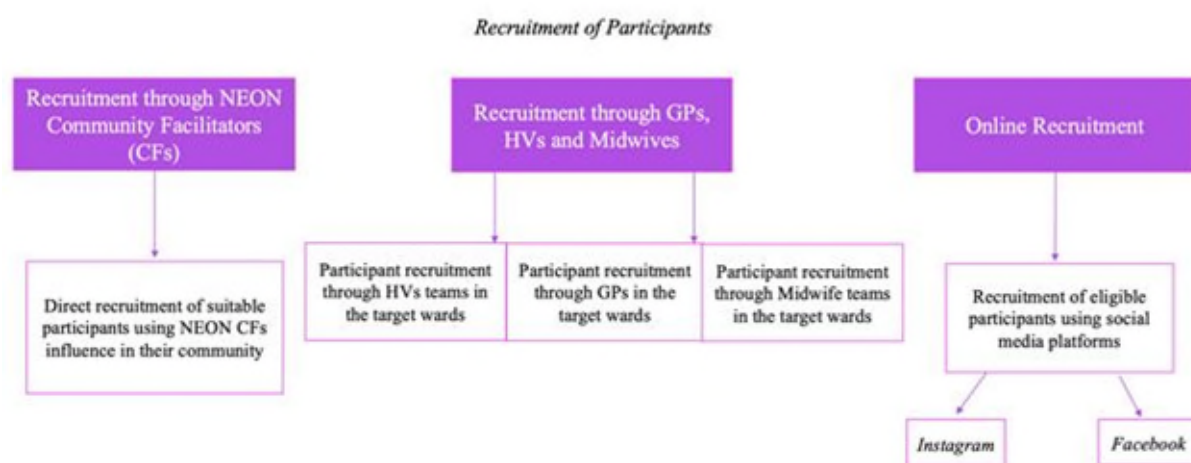 Recruitment of Participants
Recruitment through NEON
Community Facilitators
(CFs)
Direct recruitment of suitable
participants using NEON CFs
influence in their community
Recruitment through GPs,
HVs and Midwives
Participant recruitment
through HVs teams in
the target wards
Participant recruitment
through GPs in the
target wards
Participant recruitment
through Midwife teams
in the target wards
Online Recruitment
Recruitment of eligible
participants using social
media platforms
Instagram
Facebook